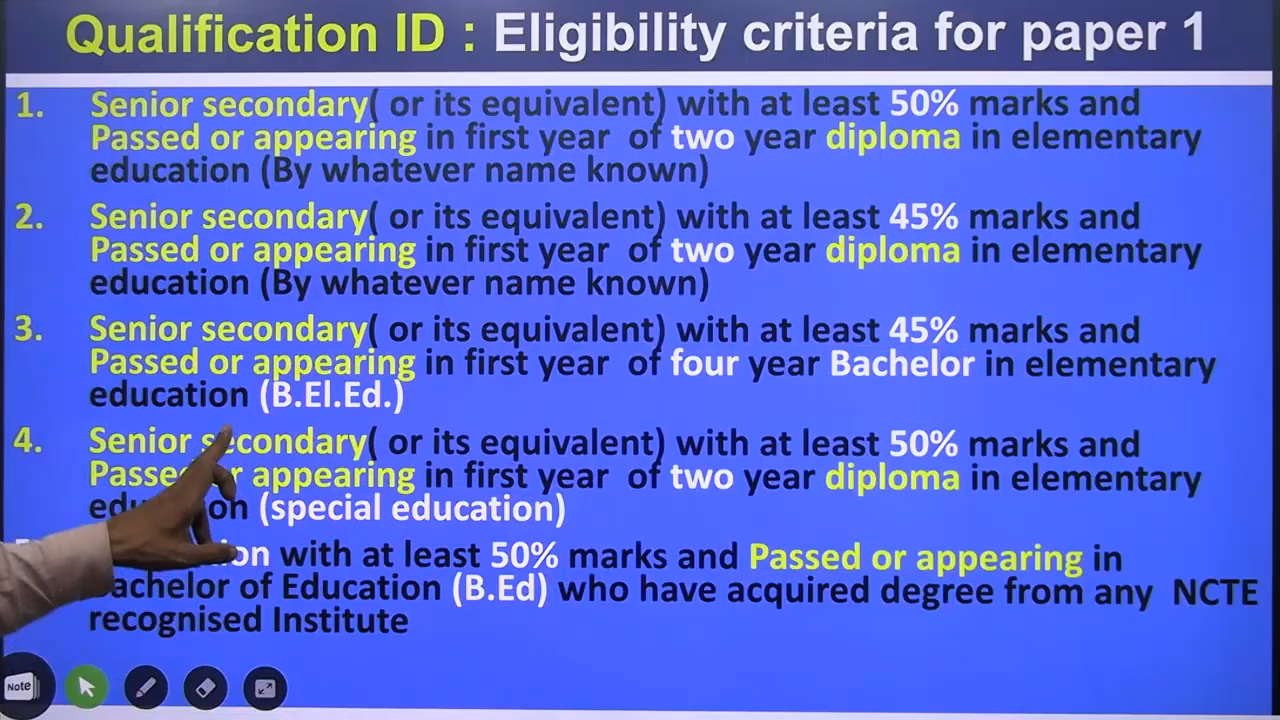 Qualification ID : Eligibility criteria for paper 1
1. Senior secondary( or its equivalent) with at least 50% marks and
Passed or appearing in first year of two year diploma in elementary
education (By whatever name known)
2. Senior secondary( or its equivalent) with at least 45% marks and
Passed or appearing in first year of two year diploma in elementary
education (By whatever name known)
3. Senior secondary( or its equivalent) with at least 45% marks and
Passed or appearing in first year of four year Bachelor in elementary
education (B.El.Ed.)
4. Senior secondary( or its equivalent) with at least 50% marks and
Passed or appearing in first year of two year diploma in elementary
education (special education)
with at least 50% marks and Passed or appearing in
Bachelor of Education (B.Ed) who have acquired degree from any NCTE
recognised Institute
Note